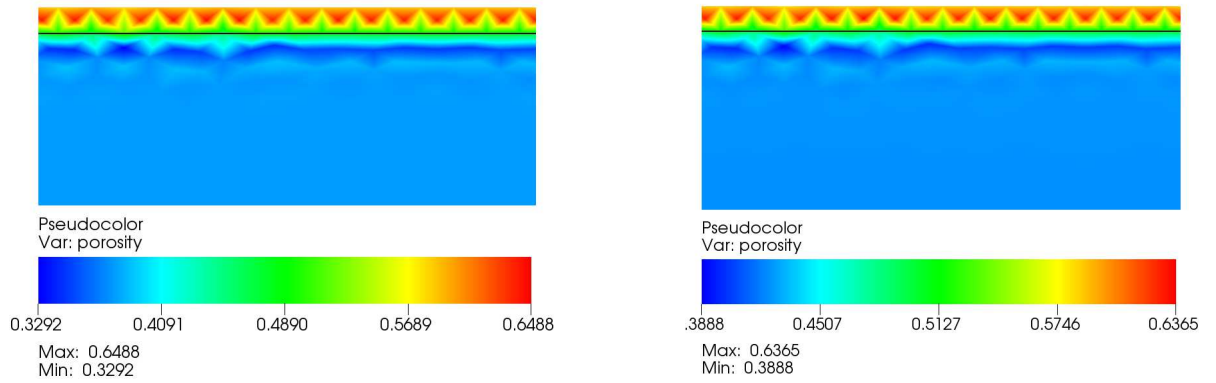 Pseudocolor
Var: porosity
0.3292 0.4091 0.4890 0.5689 0.6488
Max: 0.6488
Min: 0.3292
Pseudocolor
Var: porosity
.3888 0.4507 0.5127 0.5746 0.6365
Max: 0.6365
Min: 0.3888